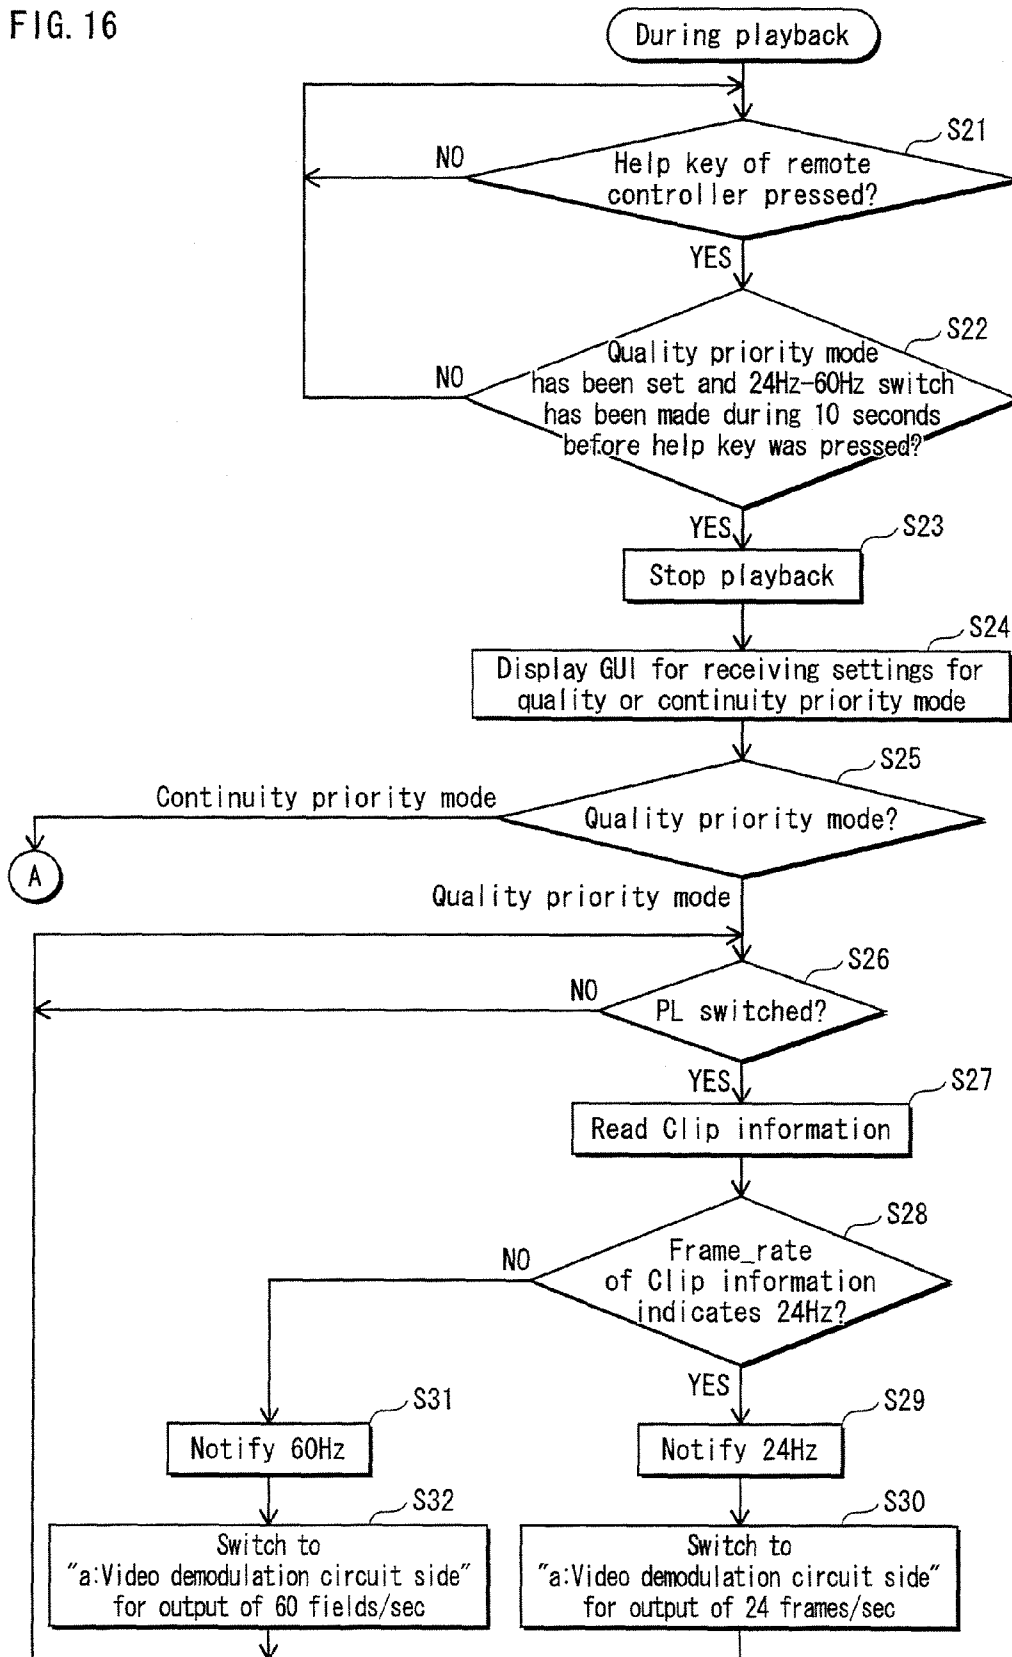 FIG. 16
During playback
S21
NO
Help key of remote
controller pressed?
YES
S22
NO
Quality priority mode
has been set and 24Hz-60Hz switch
has been made during 10 seconds
before help key was pressed?
YES
S23
Stop playback
S24
Display GUI for receiving settings for
quality or continuity priority mode
S25
Continuity priority mode
Quality priority mode?
A
Quality priority mode
S26
NO
PL switched?
YES
S27
Read Clip information
S28
NO
Frame_rate
of Clip information
indicates 24Hz?
YES
S31
S29
Notify 60Hz
Notify 24Hz
S32
S30
Switch to
"a:Video demodulation circuit side"
for output of 60 fields/sec
Switch to
"a:Video demodulation circuit side"
for output of 24 frames/sec